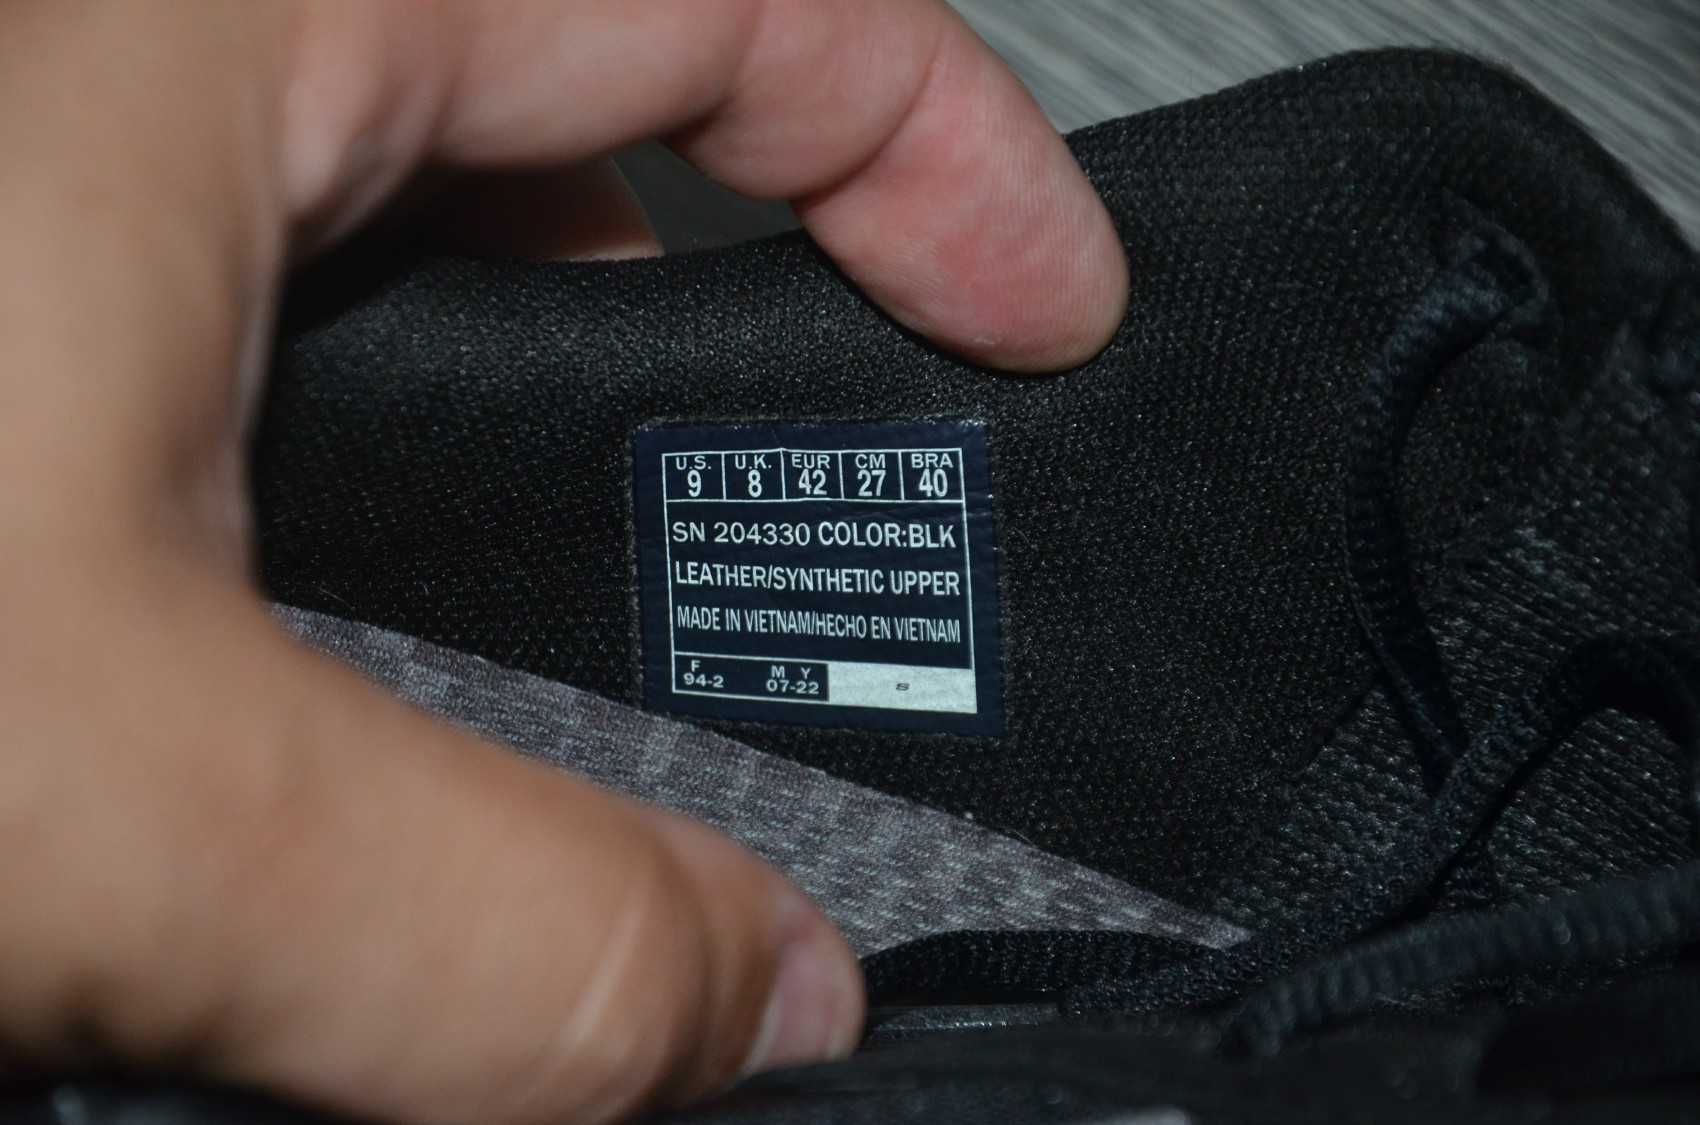 U.S. U.K. EUR CM BRA
9 8 42 27 40
SN 204330 COLOR:BLK
LEATHER/SYNTHETIC UPPER
MADE IN VIETNAM/HECHO EN VIETNAM
F M Y
94-2 07-22 S